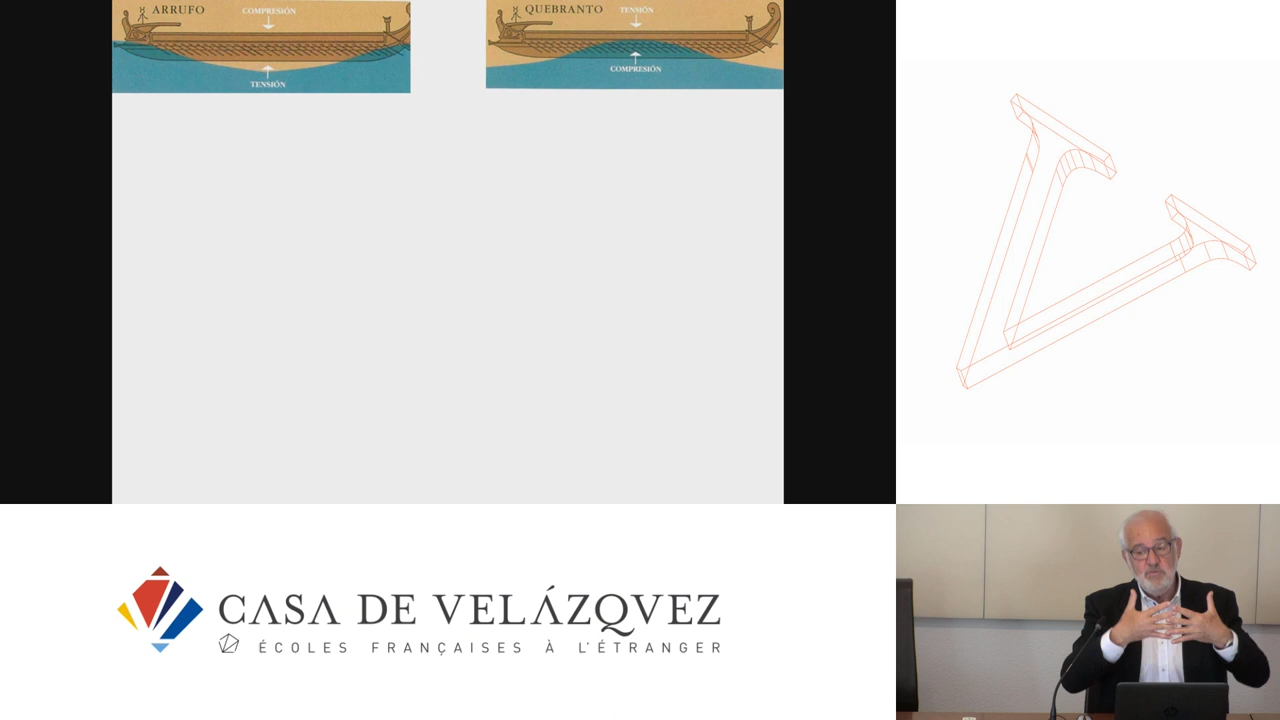 ARRUFO
COMPRESIÓN
TENSIÓN
QUEBRANTO
TENSIÓN
COMPRESIÓN
CASA DE VELÁZQVEZ
ÉCOLES FRANÇAISES À L'ÉTRANGER